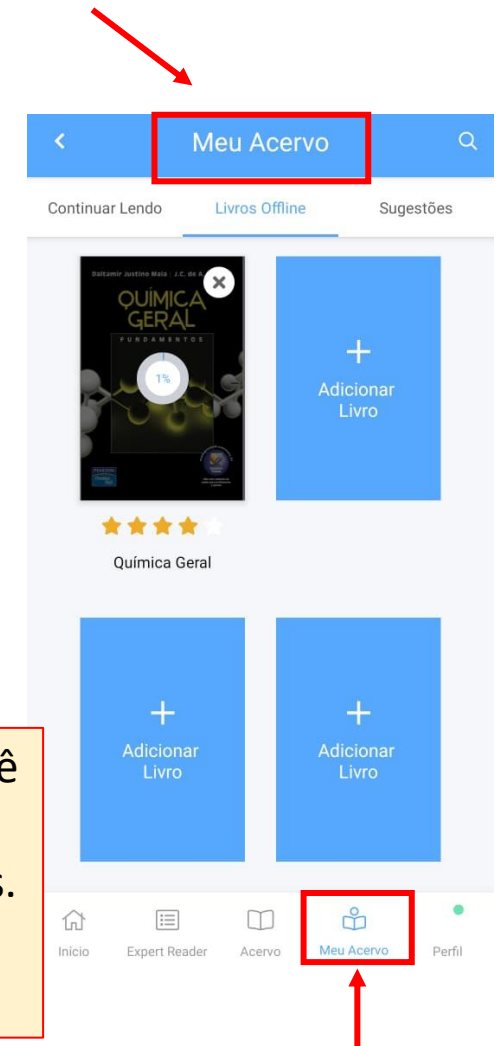 Meu Acervo
Continuar Lendo Livros Offline Sugestões
Daltamir Justino Maia - J.C. de A.
QUÍMICA
GERAL
FUNDAMENTOS
1%
Adicionar
Livro
Química Geral
Adicionar
Livro
Adicionar
Livro
ê
s.
Início Expert Reader Acervo Meu Acervo Perfil